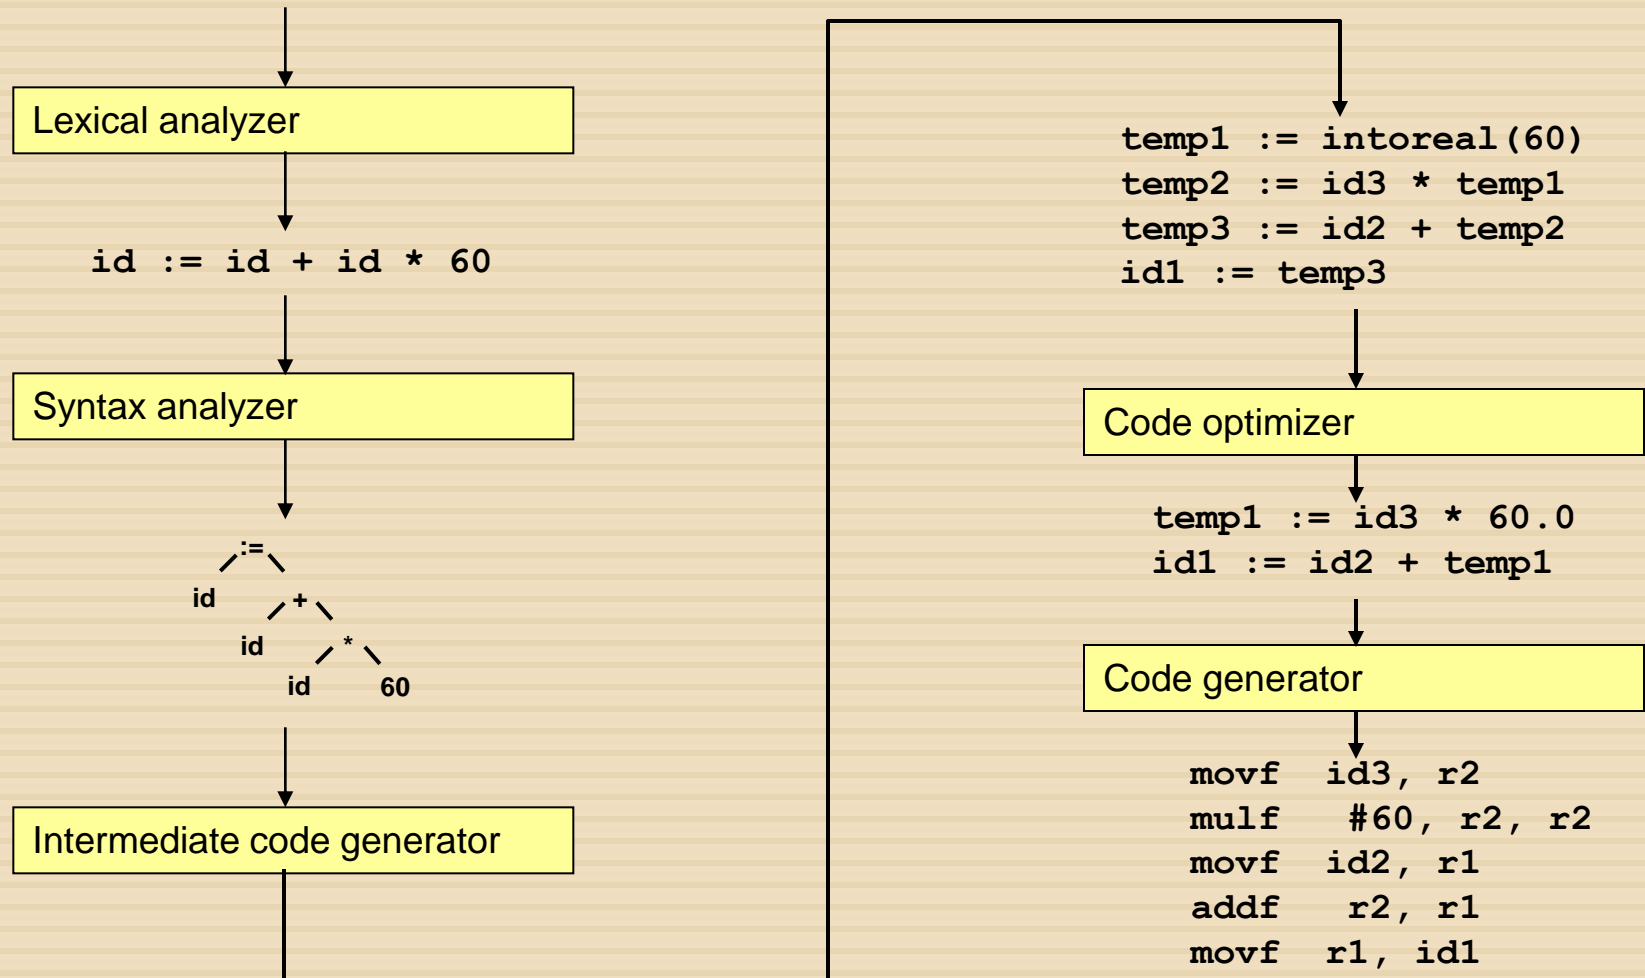 Lexical analyzer
id := id + id * 60
Syntax analyzer
:=
id +
id *
id 60
Intermediate code generator
temp1 := intoreal(60)
temp2 := id3 * temp1
temp3 := id2 + temp2
id1 := temp3
Code optimizer
temp1 := id3 * 60.0
id1 := id2 + temp1
Code generator
movf id3, r2
mulf #60, r2, r2
movf id2, r1
addf r2, r1
movf r1, id1